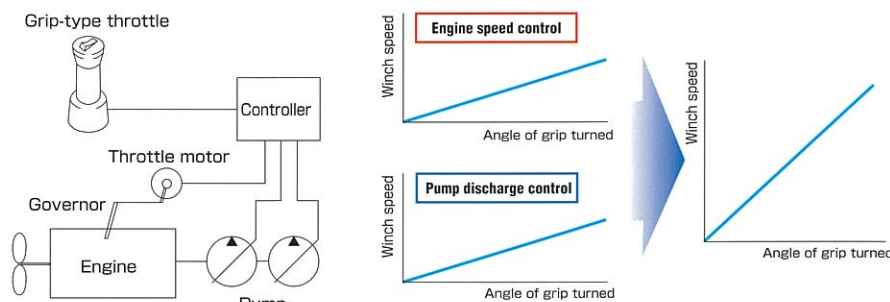 Grip-type throttle
Controller
Throttle motor
Governor
Engine
Pump
Engine speed control
Winch speed
Angle of grip turned
Pump discharge control
Winch speed
Angle of grip turned
Winch speed
Angle of grip turned